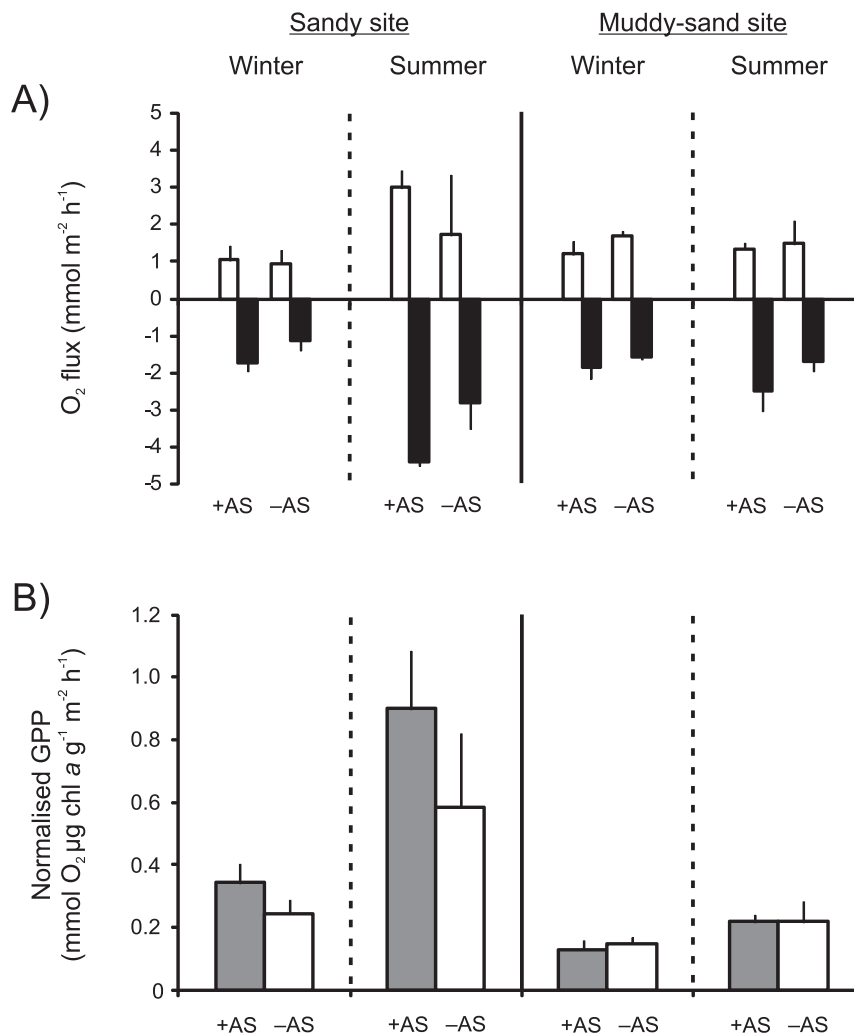 Sandy site Muddy-sand site
Winter Summer Winter Summer
A)
O₂ flux (mmol m⁻² h⁻¹)
5
4
3
2
1
0
-1
-2
-3
-4
-5
+AS –AS +AS –AS +AS –AS +AS –AS
B)
Normalised GPP
(mmol O₂ µg chl a g⁻¹ m⁻² h⁻¹)
1.2
1.0
0.8
0.6
0.4
0.2
0
+AS –AS +AS –AS +AS –AS +AS –AS